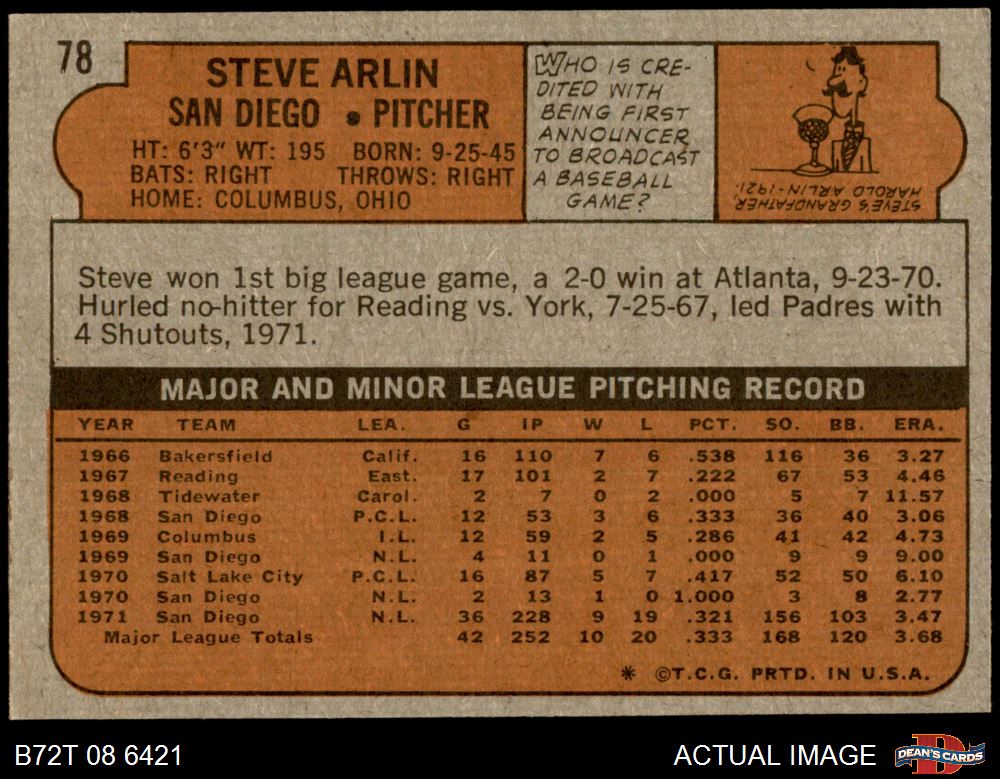 78
STEVE ARLIN
SAN DIEGO • PITCHER
HT: 6'3" WT: 195 BORN: 9-25-45
BATS: RIGHT THROWS: RIGHT
HOME: COLUMBUS, OHIO
WHO IS CRE-
DITED WITH
BEING FIRST
ANNOUNCER
TO BROADCAST
A BASEBALL
GAME?
STEVE'S GRANDFATHER,
HAROLD ARLIN-1921.
Steve won 1st big league game, a 2-0 win at Atlanta, 9-23-70.
Hurled no-hitter for Reading vs. York, 7-25-67, led Padres with
4 Shutouts, 1971.
MAJOR AND MINOR LEAGUE PITCHING RECORD
YEAR TEAM LEA. G IP W L PCT. SO. BB. ERA.
1966 Bakersfield Calif. 16 110 7 6 .538 116 36 3.27
1967 Reading East. 17 101 2 7 .222 67 53 4.46
1968 Tidewater Carol. 2 7 0 2 .000 5 7 11.57
1968 San Diego P.C.L. 12 53 3 6 .333 36 40 3.06
1969 Columbus I.L. 12 59 2 5 .286 41 42 4.73
1969 San Diego N.L. 4 11 0 1 .000 9 9 9.00
1970 Salt Lake City P.C.L. 16 87 5 7 .417 52 50 6.10
1970 San Diego N.L. 2 13 1 0 1.000 3 8 2.77
1971 San Diego N.L. 36 228 9 19 .321 156 103 3.47
Major League Totals 42 252 10 20 .333 168 120 3.68
* ©T.C.G. PRTD. IN U.S.A.
B72T 08 6421
ACTUAL IMAGE
D
DEAN'S CARDS